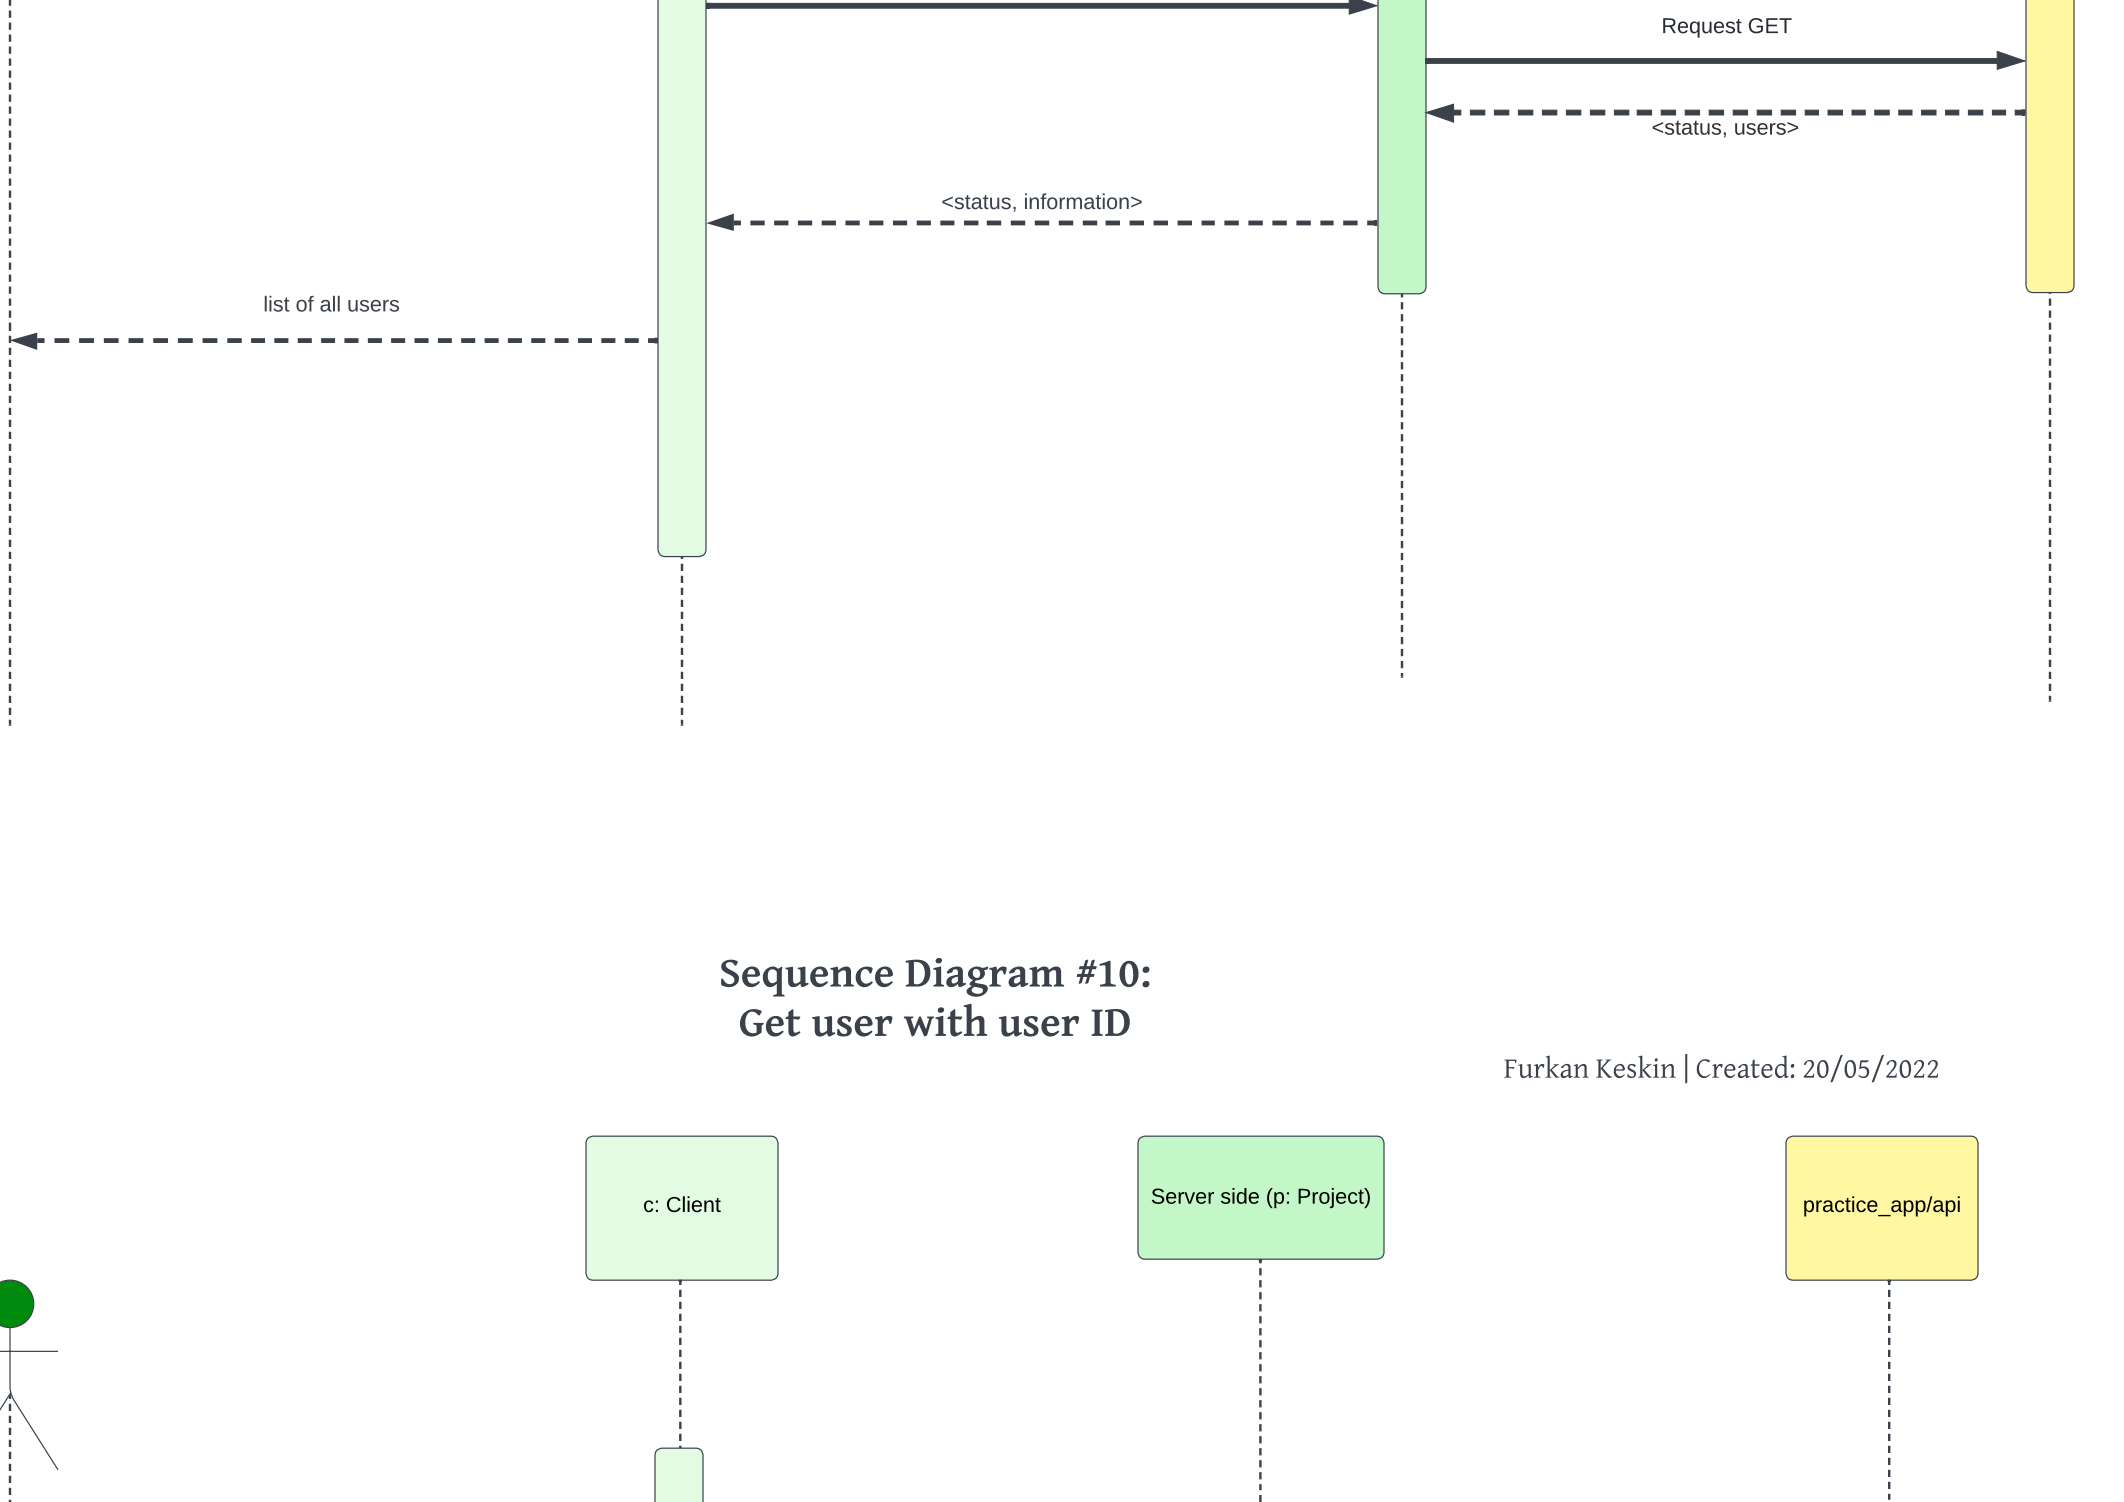 Request GET
<status, users>
<status, information>
list of all users
Sequence Diagram #10:
Get user with user ID
Furkan Keskin | Created: 20/05/2022
c: Client
Server side (p: Project)
practice_app/api